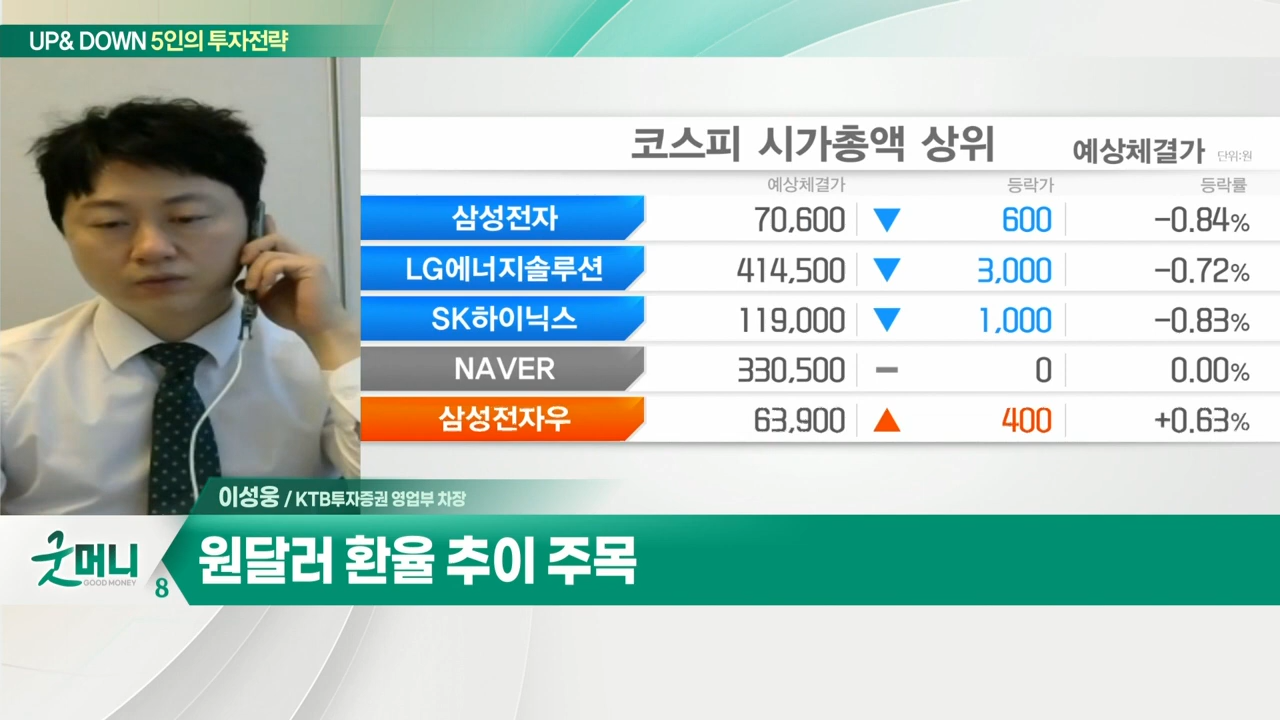 UP& DOWN 5인의 투자전략
코스피 시가총액 상위 예상체결가 단위:원
예상체결가 등락가 등락률
삼성전자 70,600 ▼ 600 -0.84%
LG에너지솔루션 414,500 ▼ 3,000 -0.72%
SK하이닉스 119,000 ▼ 1,000 -0.83%
NAVER 330,500 - 0 0.00%
삼성전자우 63,900 ▲ 400 +0.63%
이성웅 / KTB투자증권 영업부 차장
굿머니
GOOD MONEY
8
원달러 환율 추이 주목